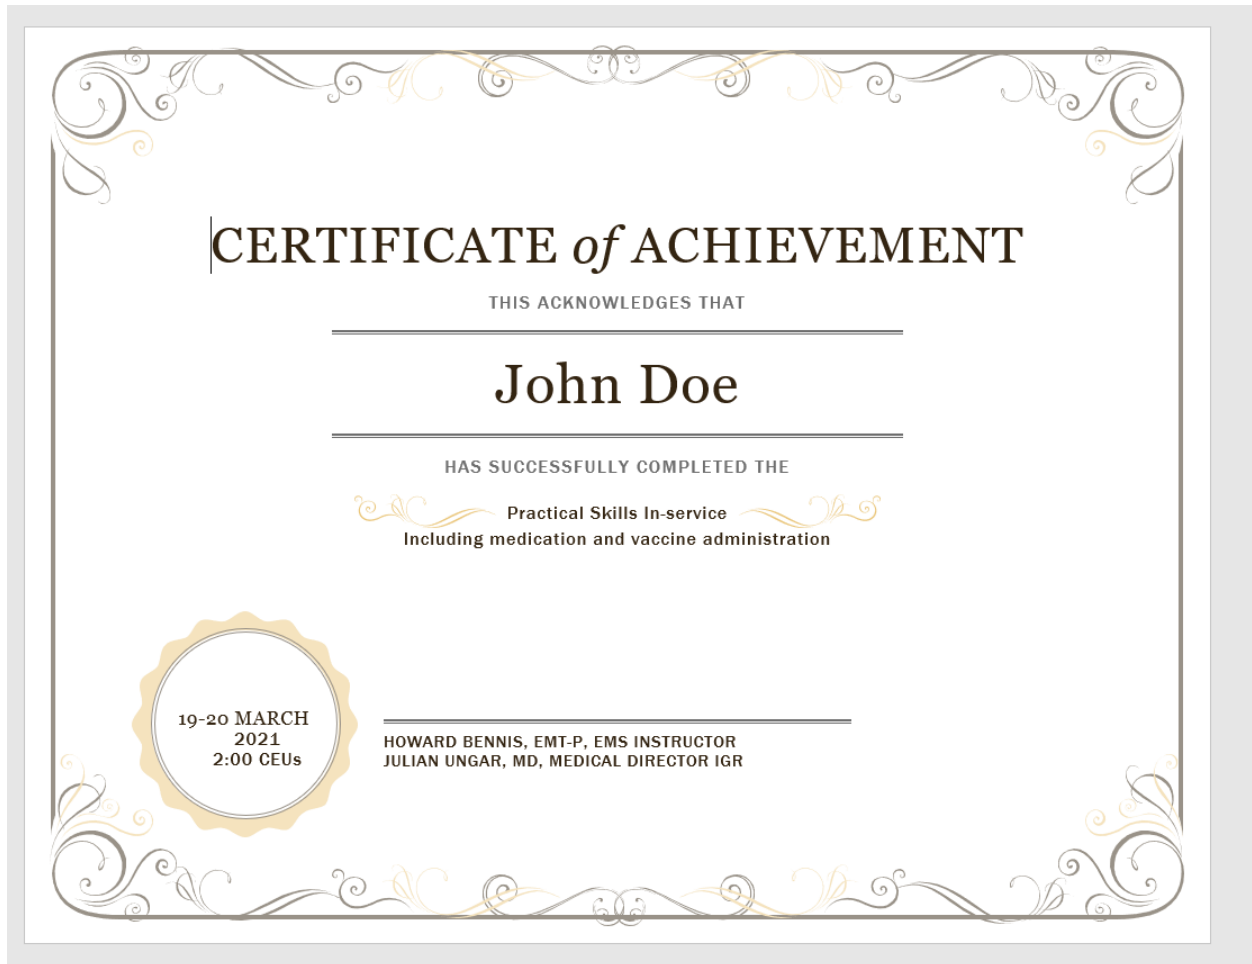 CERTIFICATE of ACHIEVEMENT
THIS ACKNOWLEDGES THAT
John Doe
HAS SUCCESSFULLY COMPLETED THE
Practical Skills In-service
Including medication and vaccine administration
19-20 MARCH
2021
2:00 CEUs
HOWARD BENNIS, EMT-P, EMS INSTRUCTOR
JULIAN UNGAR, MD, MEDICAL DIRECTOR IGR